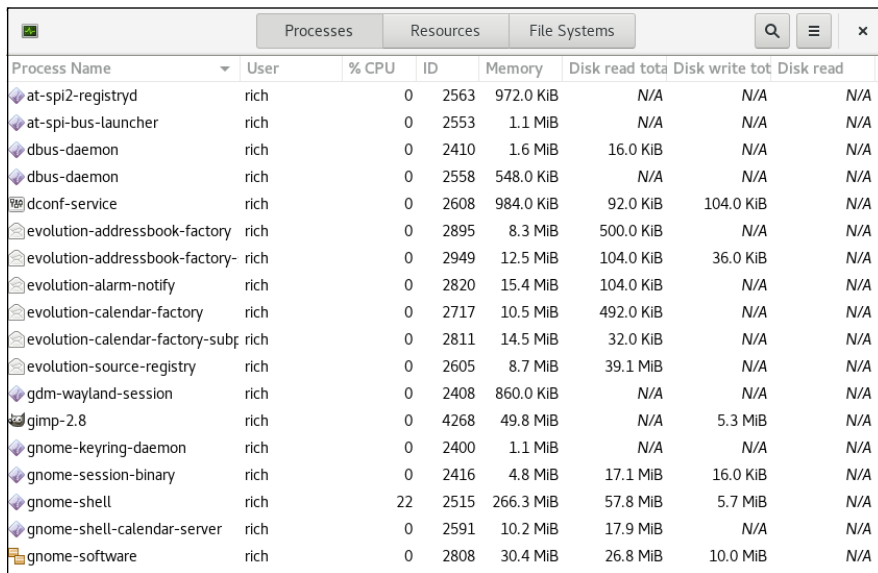 Processes Resources File Systems
Process Name User % CPU ID Memory Disk read tota Disk write tot Disk read
at-spi2-registryd rich 0 2563 972.0 KiB N/A N/A N/A
at-spi-bus-launcher rich 0 2553 1.1 MiB N/A N/A N/A
dbus-daemon rich 0 2410 1.6 MiB 16.0 KiB N/A N/A
dbus-daemon rich 0 2558 548.0 KiB N/A N/A N/A
dconf-service rich 0 2608 984.0 KiB 92.0 KiB 104.0 KiB N/A
evolution-addressbook-factory rich 0 2895 8.3 MiB 500.0 KiB N/A N/A
evolution-addressbook-factory- rich 0 2949 12.5 MiB 104.0 KiB 36.0 KiB N/A
evolution-alarm-notify rich 0 2820 15.4 MiB 104.0 KiB N/A N/A
evolution-calendar-factory rich 0 2717 10.5 MiB 492.0 KiB N/A N/A
evolution-calendar-factory-subp rich 0 2811 14.5 MiB 32.0 KiB N/A N/A
evolution-source-registry rich 0 2605 8.7 MiB 39.1 MiB N/A N/A
gdm-wayland-session rich 0 2408 860.0 KiB N/A N/A N/A
gimp-2.8 rich 0 4268 49.8 MiB N/A 5.3 MiB N/A
gnome-keyring-daemon rich 0 2400 1.1 MiB N/A N/A N/A
gnome-session-binary rich 0 2416 4.8 MiB 17.1 MiB 16.0 KiB N/A
gnome-shell rich 22 2515 266.3 MiB 57.8 MiB 5.7 MiB N/A
gnome-shell-calendar-server rich 0 2591 10.2 MiB 17.9 MiB N/A N/A
gnome-software rich 0 2808 30.4 MiB 26.8 MiB 10.0 MiB N/A